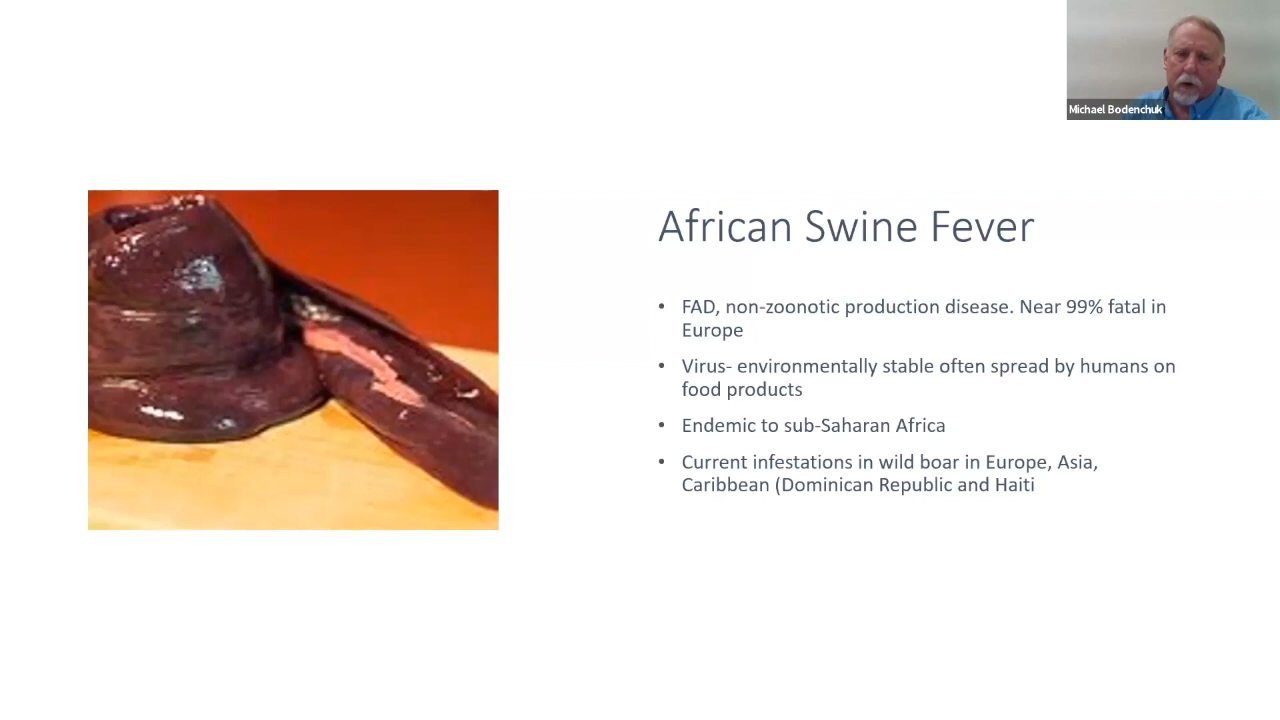 Michael Bodenchuk
African Swine Fever
• FAD, non-zoonotic production disease. Near 99% fatal in
Europe
• Virus- environmentally stable often spread by humans on
food products
• Endemic to sub-Saharan Africa
• Current infestations in wild boar in Europe, Asia,
Caribbean (Dominican Republic and Haiti